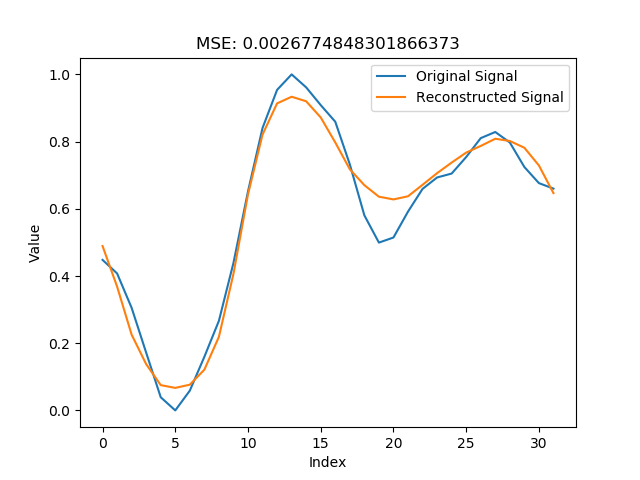 MSE: 0.0026774848301866373
Original Signal
Reconstructed Signal
1.0
0.8
0.6
0.4
0.2
0.0
Value
0 5 10 15 20 25 30
Index